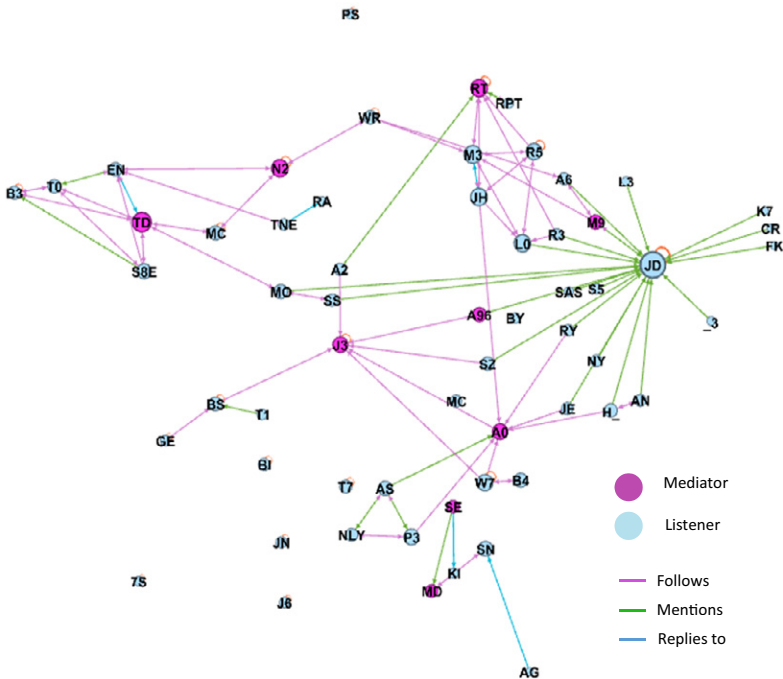 PS
RT
RPT
WR
M3
R5
N2
EN
A6
L3
T0
B3
JH
RA
K7
TD
TNE
M9
CR
MC
L0
R3
FK
JD
S8E
A2
MO
SS
SAS
S5
A96
BY
_3
RY
J3
SZ
NY
MC
BS
T1
JE
H_
AN
A0
GE
BI
T7
AS
W7
B4
Mediator
SE
Listener
NLY
P3
JN
SN
KI
7S
MD
Follows
J6
Mentions
Replies to
AG